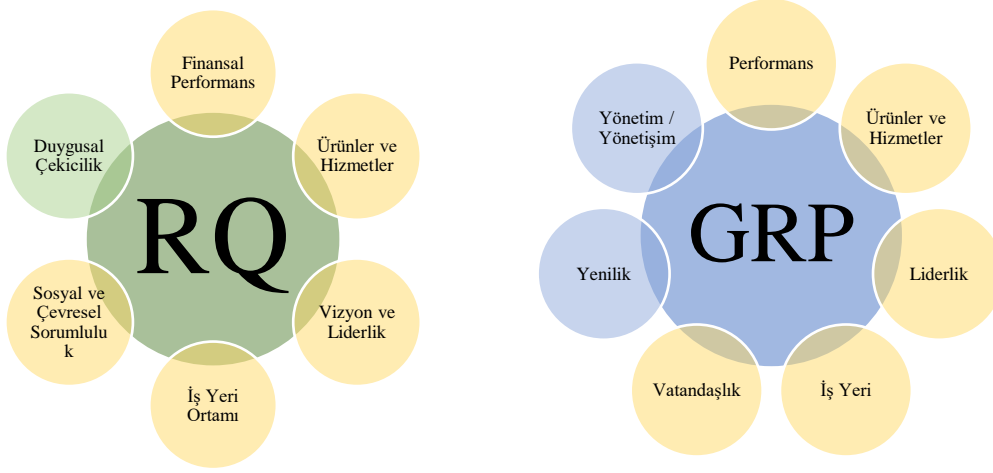 Finansal
Performans
Duygusal
Çekicilik
Ürünler ve
Hizmetler
RQ
Sosyal ve
Çevresel
Sorumlulu
k
Vizyon ve
Liderlik
İş Yeri
Ortamı
Performans
Yönetim /
Yönetişim
Ürünler ve
Hizmetler
GRP
Yenilik
Liderlik
Vatandaşlık
İş Yeri